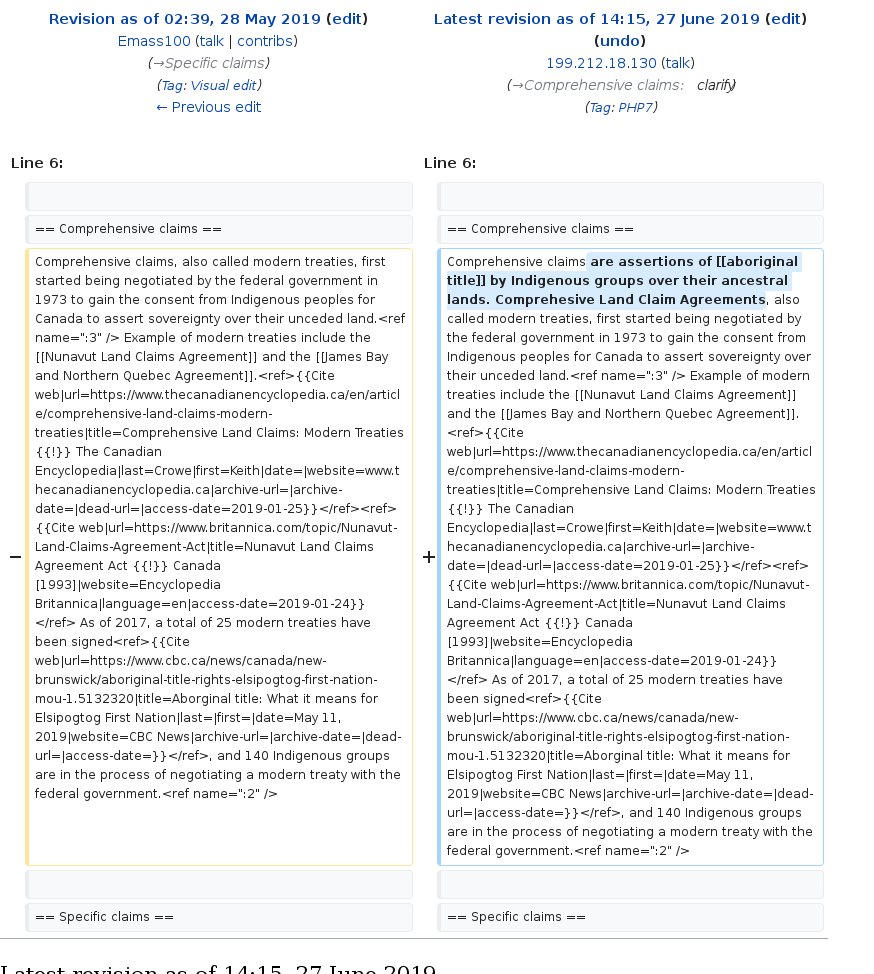 Revision as of 02:39, 28 May 2019 (edit)
Emass100 (talk | contribs)
(→Specific claims)
(Tag: Visual edit)
← Previous edit
Latest revision as of 14:15, 27 June 2019 (edit)
(undo)
199.212.18.130 (talk)
(→Comprehensive claims: clarify)
(Tag: PHP7)
Line 6:
Line 6:
== Comprehensive claims ==
== Comprehensive claims ==
−
Comprehensive claims, also called modern treaties, first
started being negotiated by the federal government in
1973 to gain the consent from Indigenous peoples for
Canada to assert sovereignty over their unceded land.<ref
name=":3" /> Example of modern treaties include the
[[Nunavut Land Claims Agreement]] and the [[James Bay
and Northern Quebec Agreement]].<ref>{{Cite
web|url=https://www.thecanadianencyclopedia.ca/en/articl
e/comprehensive-land-claims-modern-
treaties|title=Comprehensive Land Claims: Modern Treaties
{{!}} The Canadian
Encyclopedia|last=Crowe|first=Keith|date=|website=www.t
hecanadianencyclopedia.ca|archive-url=|archive-
date=|dead-url=|access-date=2019-01-25}}</ref><ref>
{{Cite web|url=https://www.britannica.com/topic/Nunavut-
Land-Claims-Agreement-Act|title=Nunavut Land Claims
Agreement Act {{!}} Canada
[1993]|website=Encyclopedia
Britannica|language=en|access-date=2019-01-24}}
</ref> As of 2017, a total of 25 modern treaties have
been signed<ref>{{Cite
web|url=https://www.cbc.ca/news/canada/new-
brunswick/aboriginal-title-rights-elsipogtog-first-nation-
mou-1.5132320|title=Aborginal title: What it means for
Elsipogtog First Nation|last=|first=|date=May 11,
2019|website=CBC News|archive-url=|archive-date=|dead-
url=|access-date=}}</ref>, and 140 Indigenous groups
are in the process of negotiating a modern treaty with the
federal government.<ref name=":2" />
+
Comprehensive claims are assertions of [[aboriginal
title]] by Indigenous groups over their ancestral
lands. Comprehesive Land Claim Agreements, also
called modern treaties, first started being negotiated by
the federal government in 1973 to gain the consent from
Indigenous peoples for Canada to assert sovereignty over
their unceded land.<ref name=":3" /> Example of modern
treaties include the [[Nunavut Land Claims Agreement]]
and the [[James Bay and Northern Quebec Agreement]].
<ref>{{Cite
web|url=https://www.thecanadianencyclopedia.ca/en/articl
e/comprehensive-land-claims-modern-
treaties|title=Comprehensive Land Claims: Modern Treaties
{{!}} The Canadian
Encyclopedia|last=Crowe|first=Keith|date=|website=www.t
hecanadianencyclopedia.ca|archive-url=|archive-
date=|dead-url=|access-date=2019-01-25}}</ref><ref>
{{Cite web|url=https://www.britannica.com/topic/Nunavut-
Land-Claims-Agreement-Act|title=Nunavut Land Claims
Agreement Act {{!}} Canada
[1993]|website=Encyclopedia
Britannica|language=en|access-date=2019-01-24}}
</ref> As of 2017, a total of 25 modern treaties have
been signed<ref>{{Cite
web|url=https://www.cbc.ca/news/canada/new-
brunswick/aboriginal-title-rights-elsipogtog-first-nation-
mou-1.5132320|title=Aborginal title: What it means for
Elsipogtog First Nation|last=|first=|date=May 11,
2019|website=CBC News|archive-url=|archive-date=|dead-
url=|access-date=}}</ref>, and 140 Indigenous groups
are in the process of negotiating a modern treaty with the
federal government.<ref name=":2" />
== Specific claims ==
== Specific claims ==
Latest revision as of 14:15, 27 June 2019